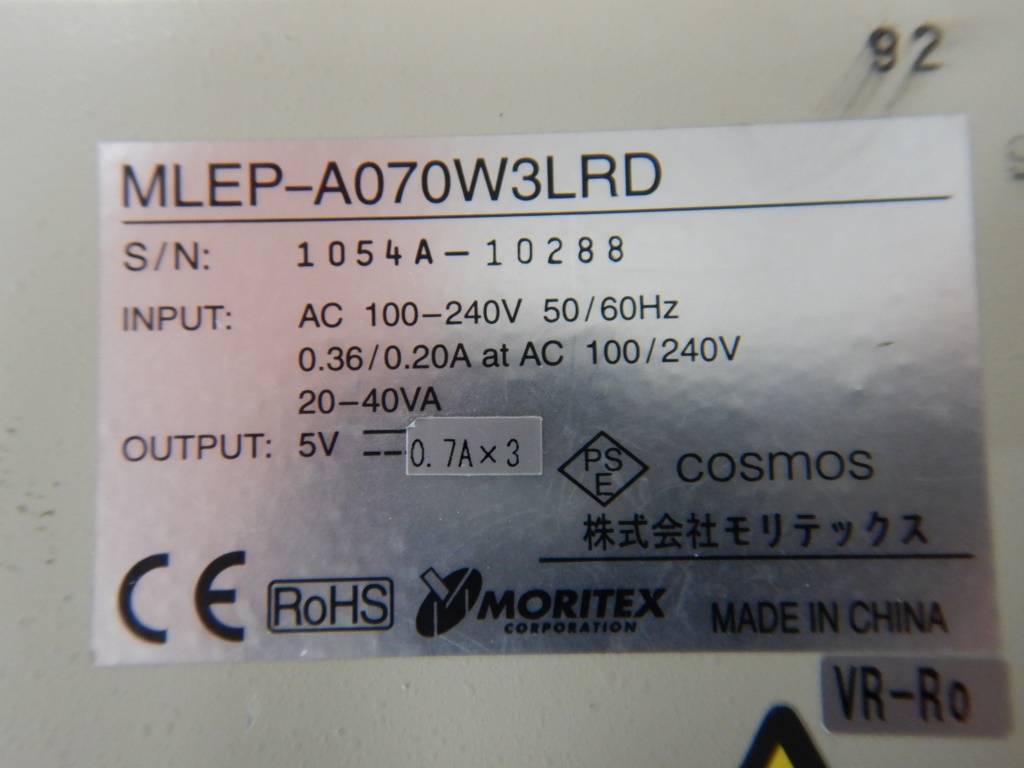 92
MLEP-A070W3LRD
S/N: 1054A-10288
INPUT: AC 100-240V 50/60Hz
0.36/0.20A at AC 100/240V
20-40VA
OUTPUT: 5V ⎓ 0.7A×3
PS
E
cosmos
株式会社モリテックス
CE RoHS MORITEX
CORPORATION
MADE IN CHINA
VR-Ro